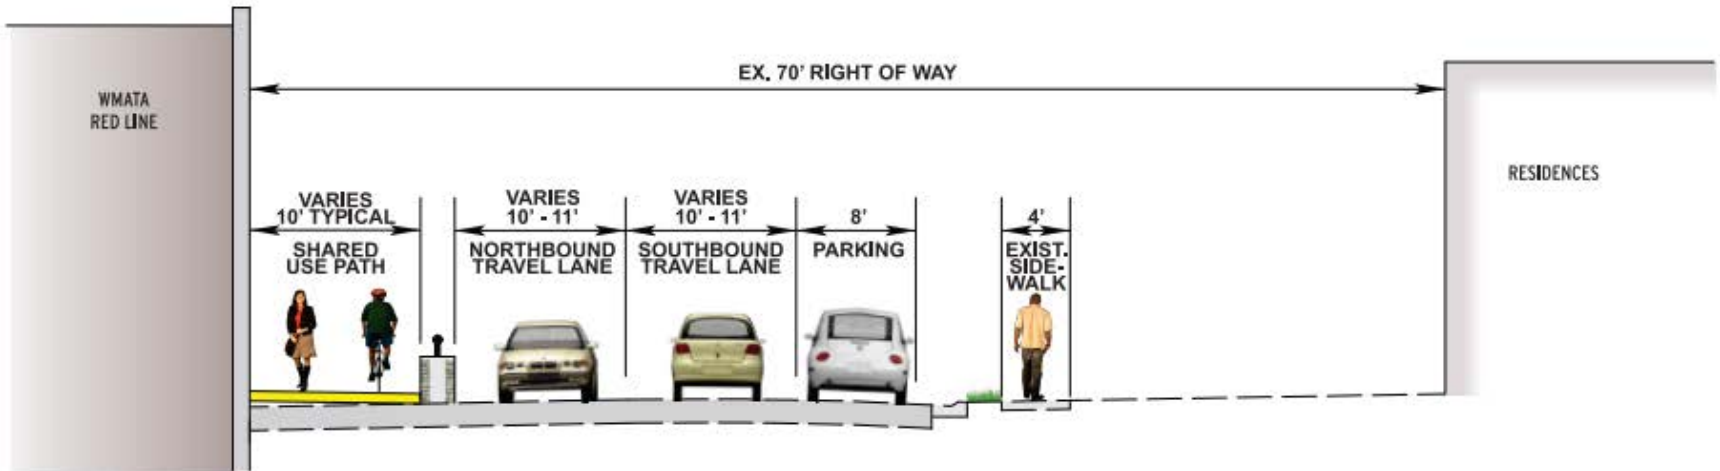 EX. 70' RIGHT OF WAY
WMATA
RED LINE
RESIDENCES
VARIES
10' TYPICAL
SHARED
USE PATH
VARIES
10' - 11'
NORTHBOUND
TRAVEL LANE
VARIES
10' - 11'
SOUTHBOUND
TRAVEL LANE
8'
PARKING
4'
EXIST.
SIDE-
WALK